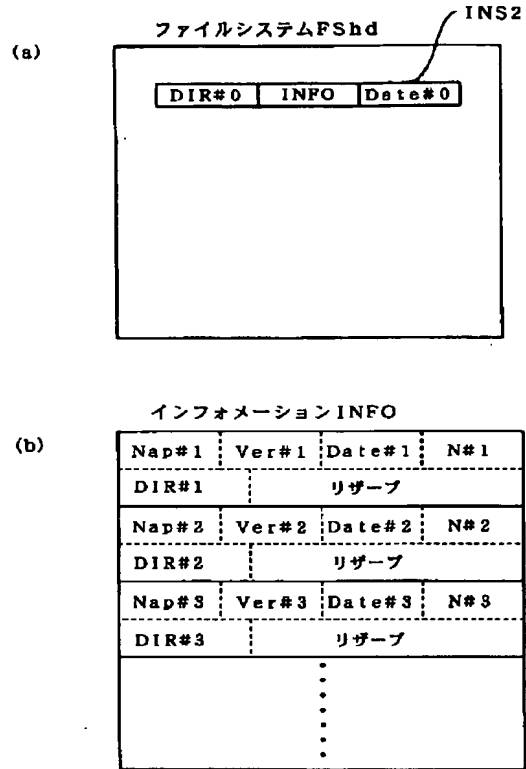 INS2
ファイルシステムFShd
(a)
DIR#0 INFO Date#0
インフォメーションINFO
(b)
Nap#1 Ver#1 Date#1 N#1
DIR#1 リザーブ
Nap#2 Ver#2 Date#2 N#2
DIR#2 リザーブ
Nap#3 Ver#3 Date#3 N#3
DIR#3 リザーブ